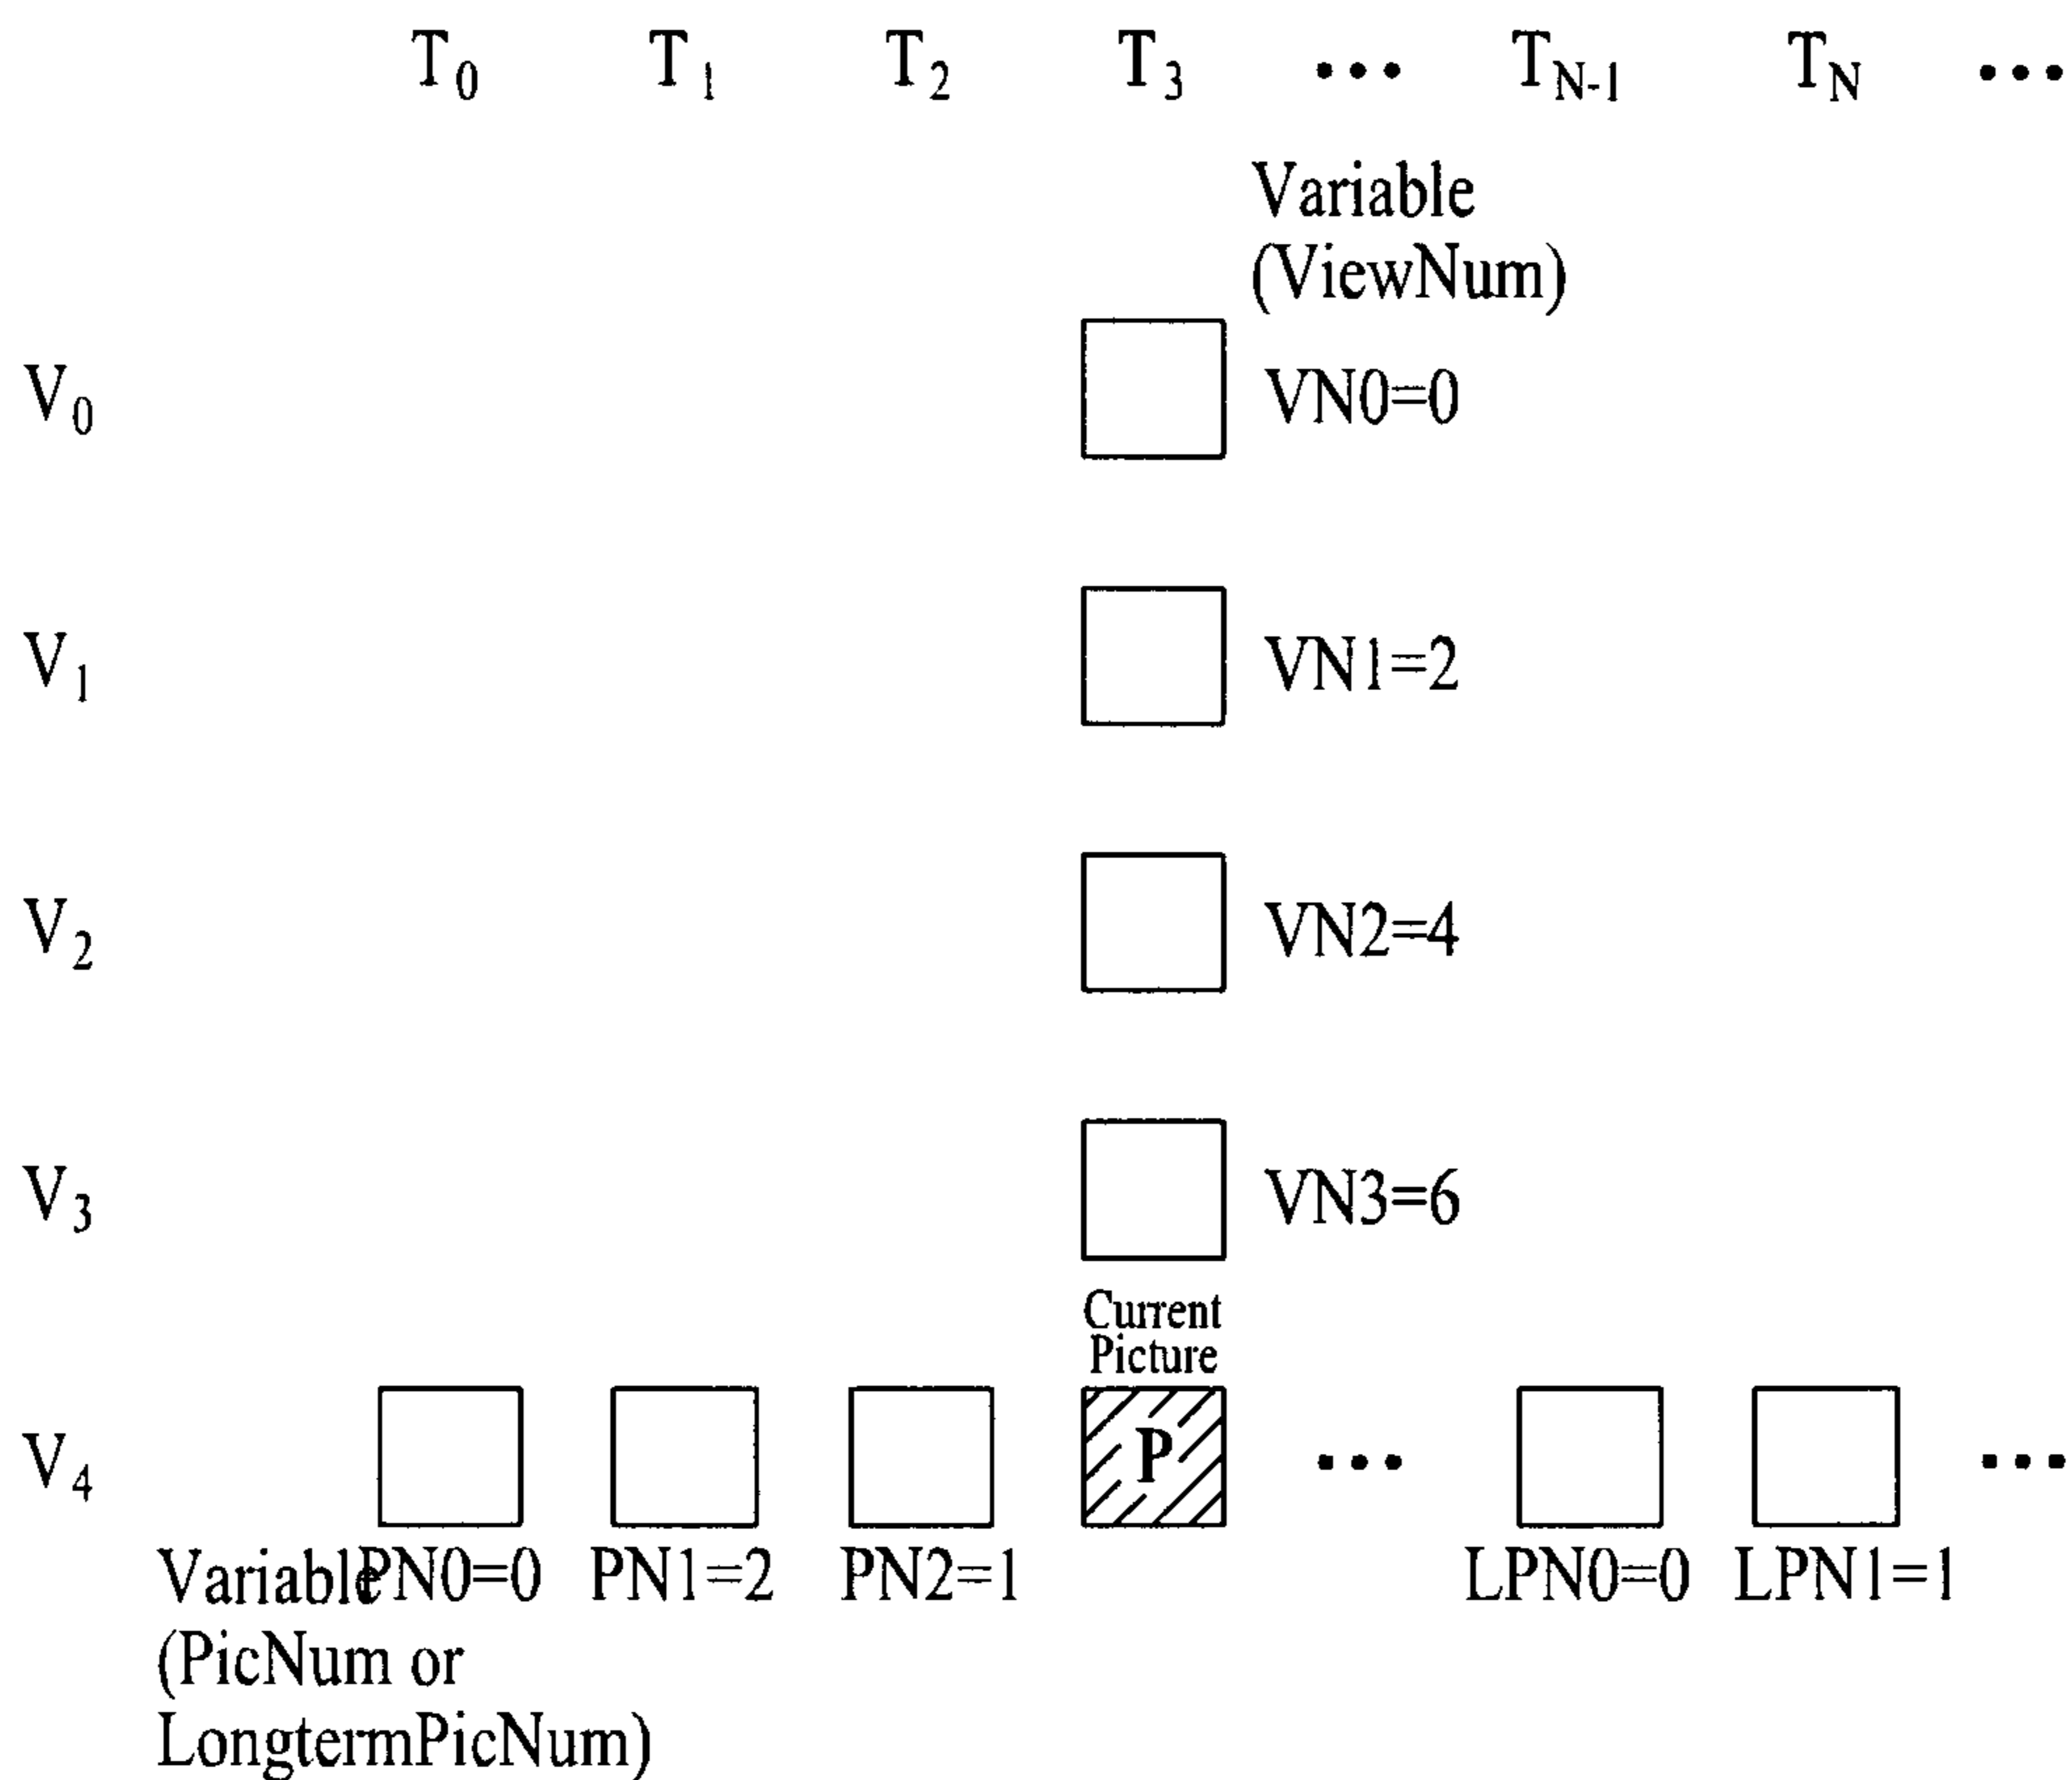 T0 T1 T2 T3 ... TN-1 TN ...
Variable
(ViewNum)
V0 VN0=0
V1 VN1=2
V2 VN2=4
V3 VN3=6
Current
Picture
V4 P ... ...
Variable PN0=0 PN1=2 PN2=1 LPN0=0 LPN1=1
(PicNum or
LongtermPicNum)